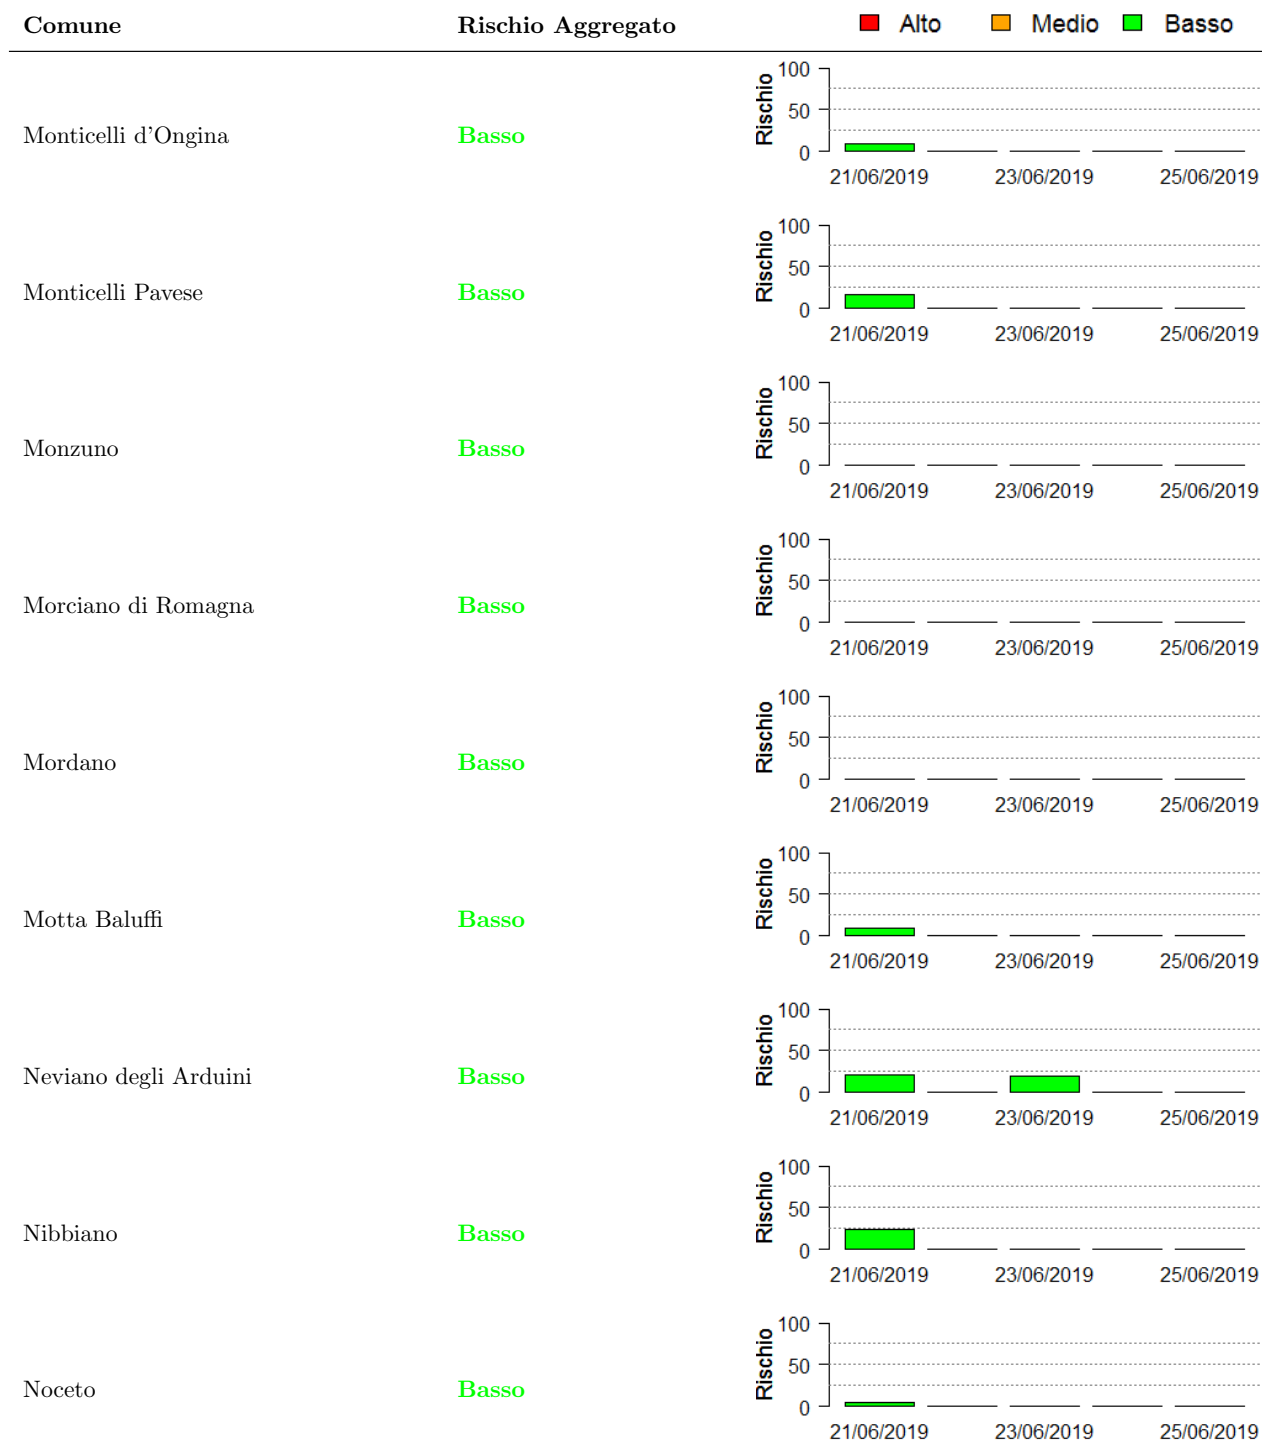 Comune Rischio Aggregato Alto Medio Basso
100
50
0
Rischio
Monticelli d'Ongina Basso
21/06/2019 23/06/2019 25/06/2019
100
50
0
Rischio
Monticelli Pavese Basso
21/06/2019 23/06/2019 25/06/2019
100
50
0
Rischio
Monzuno Basso
21/06/2019 23/06/2019 25/06/2019
100
50
0
Rischio
Morciano di Romagna Basso
21/06/2019 23/06/2019 25/06/2019
100
50
0
Rischio
Mordano Basso
21/06/2019 23/06/2019 25/06/2019
100
50
0
Rischio
Motta Baluffi Basso
21/06/2019 23/06/2019 25/06/2019
100
50
0
Rischio
Neviano degli Arduini Basso
21/06/2019 23/06/2019 25/06/2019
100
50
0
Rischio
Nibbiano Basso
21/06/2019 23/06/2019 25/06/2019
100
50
0
Rischio
Noceto Basso
21/06/2019 23/06/2019 25/06/2019